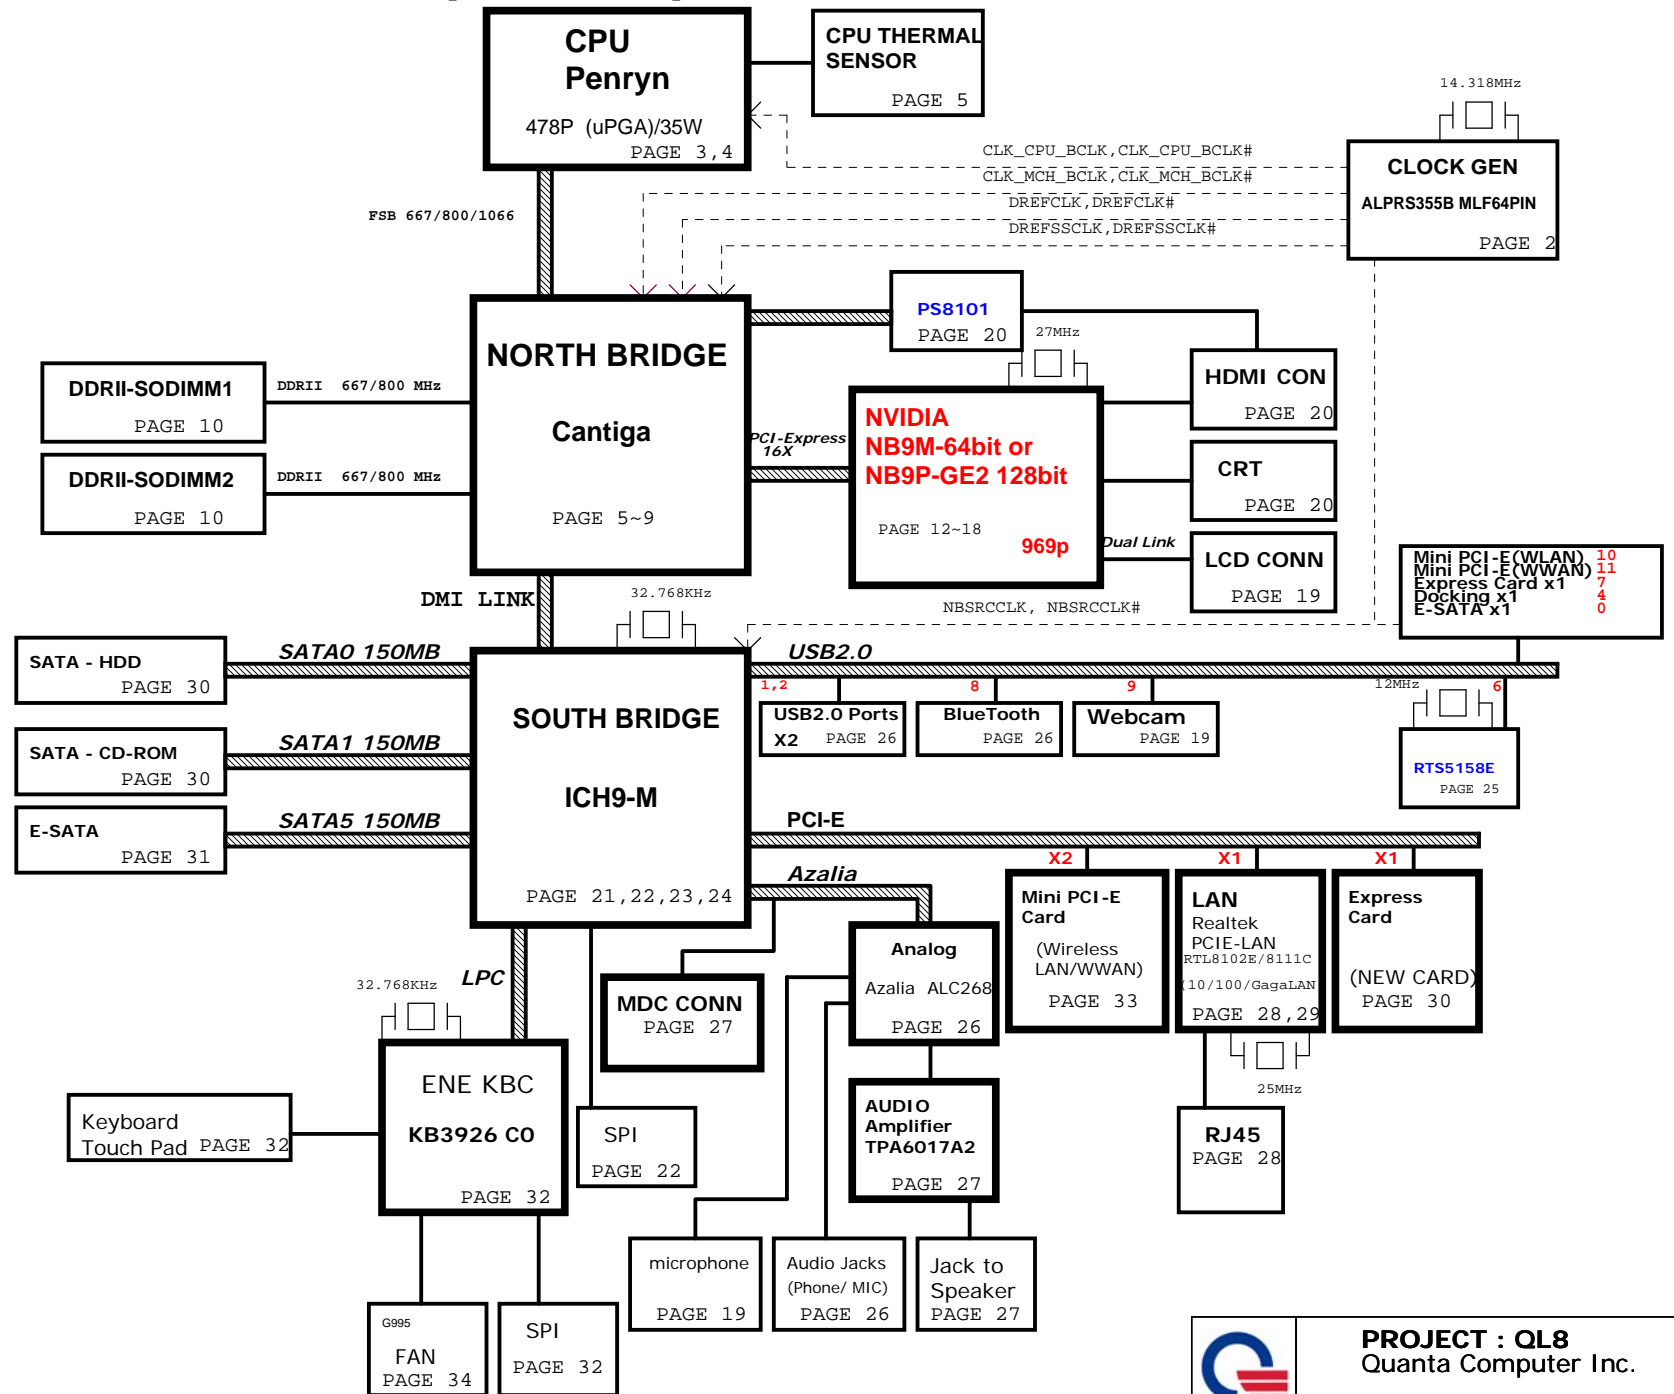 CPU
Penryn
478P (uPGA)/35W
PAGE 3,4
CPU THERMAL
SENSOR
PAGE 5
14.318MHz
CLOCK GEN
ALPRS355B MLF64PIN
PAGE 2
CLK_CPU_BCLK,CLK_CPU_BCLK#
CLK_MCH_BCLK,CLK_MCH_BCLK#
DREFCLK,DREFCLK#
DREFSSCLK,DREFSSCLK#
FSB 667/800/1066
NORTH BRIDGE
Cantiga
PAGE 5~9
DDRII-SODIMM1
PAGE 10
DDRII 667/800 MHz
DDRII-SODIMM2
PAGE 10
DDRII 667/800 MHz
PS8101
PAGE 20
27MHz
PCI-Express
16X
NVIDIA
NB9M-64bit or
NB9P-GE2 128bit
PAGE 12~18
969p
HDMI CON
PAGE 20
CRT
PAGE 20
Dual Link
LCD CONN
PAGE 19
Mini PCI-E(WLAN) 10
Mini PCI-E(WWAN) 11
Express Card x1 7
Docking x1 4
E-SATA x1 0
DMI LINK
32.768KHz
NBSRCCLK, NBSRCCLK#
SATA - HDD
PAGE 30
SATA0 150MB
SATA - CD-ROM
PAGE 30
SATA1 150MB
E-SATA
PAGE 31
SATA5 150MB
SOUTH BRIDGE
ICH9-M
PAGE 21,22,23,24
USB2.0
1,2
USB2.0 Ports
X2 PAGE 26
8
BlueTooth
PAGE 26
9
Webcam
PAGE 19
12MHz
6
RTS5158E
PAGE 25
PCI-E
X2
Mini PCI-E
Card
(Wireless
LAN/WWAN)
PAGE 33
X1
LAN
Realtek
PCIE-LAN
RTL8102E/8111C
(10/100/GagaLAN
PAGE 28,29
X1
Express
Card
(NEW CARD)
PAGE 30
25MHz
RJ45
PAGE 28
Azalia
MDC CONN
PAGE 27
Analog
Azalia ALC268
PAGE 26
AUDIO
Amplifier
TPA6017A2
PAGE 27
LPC
32.768KHz
ENE KBC
KB3926 C0
PAGE 32
Keyboard
Touch Pad PAGE 32
SPI
PAGE 22
microphone
PAGE 19
Audio Jacks
(Phone/ MIC)
PAGE 26
Jack to
Speaker
PAGE 27
G995
FAN
PAGE 34
SPI
PAGE 32
PROJECT : QL8
Quanta Computer Inc.